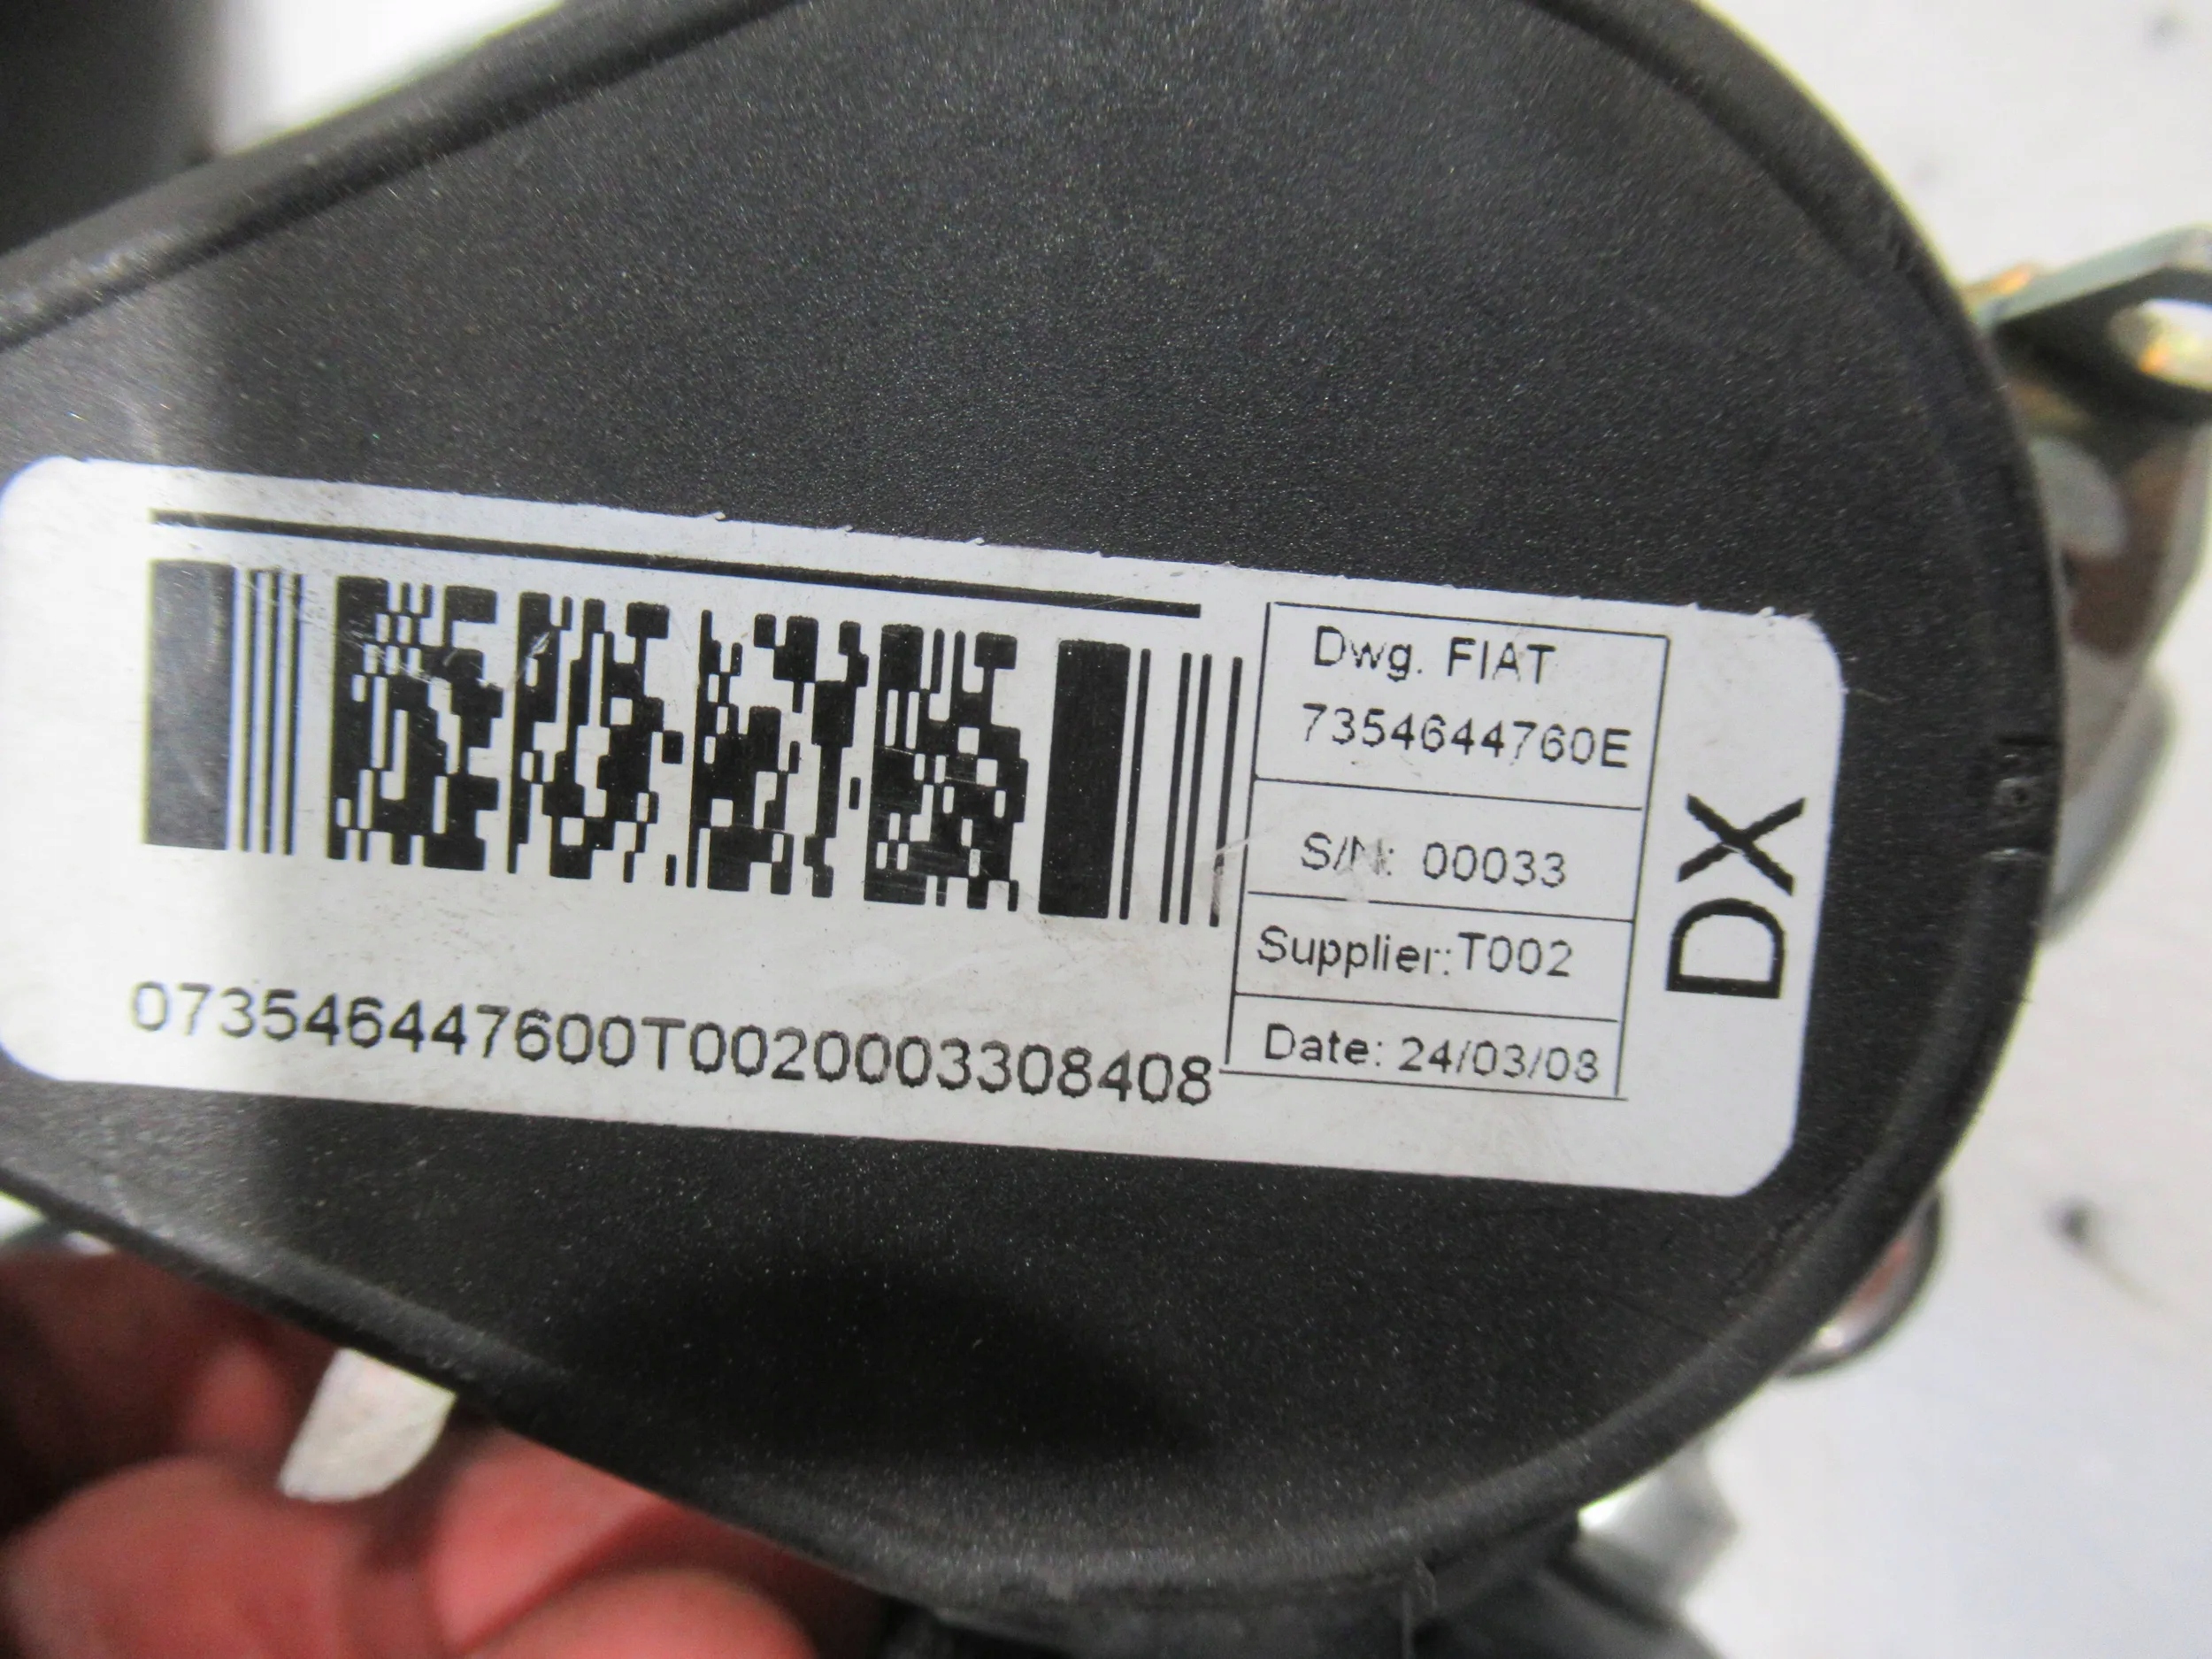 Dwg. FIAT
7354644760E
S/N: 00033
Supplier: T002
Date: 24/03/08
DX
073546447600T0020003308408